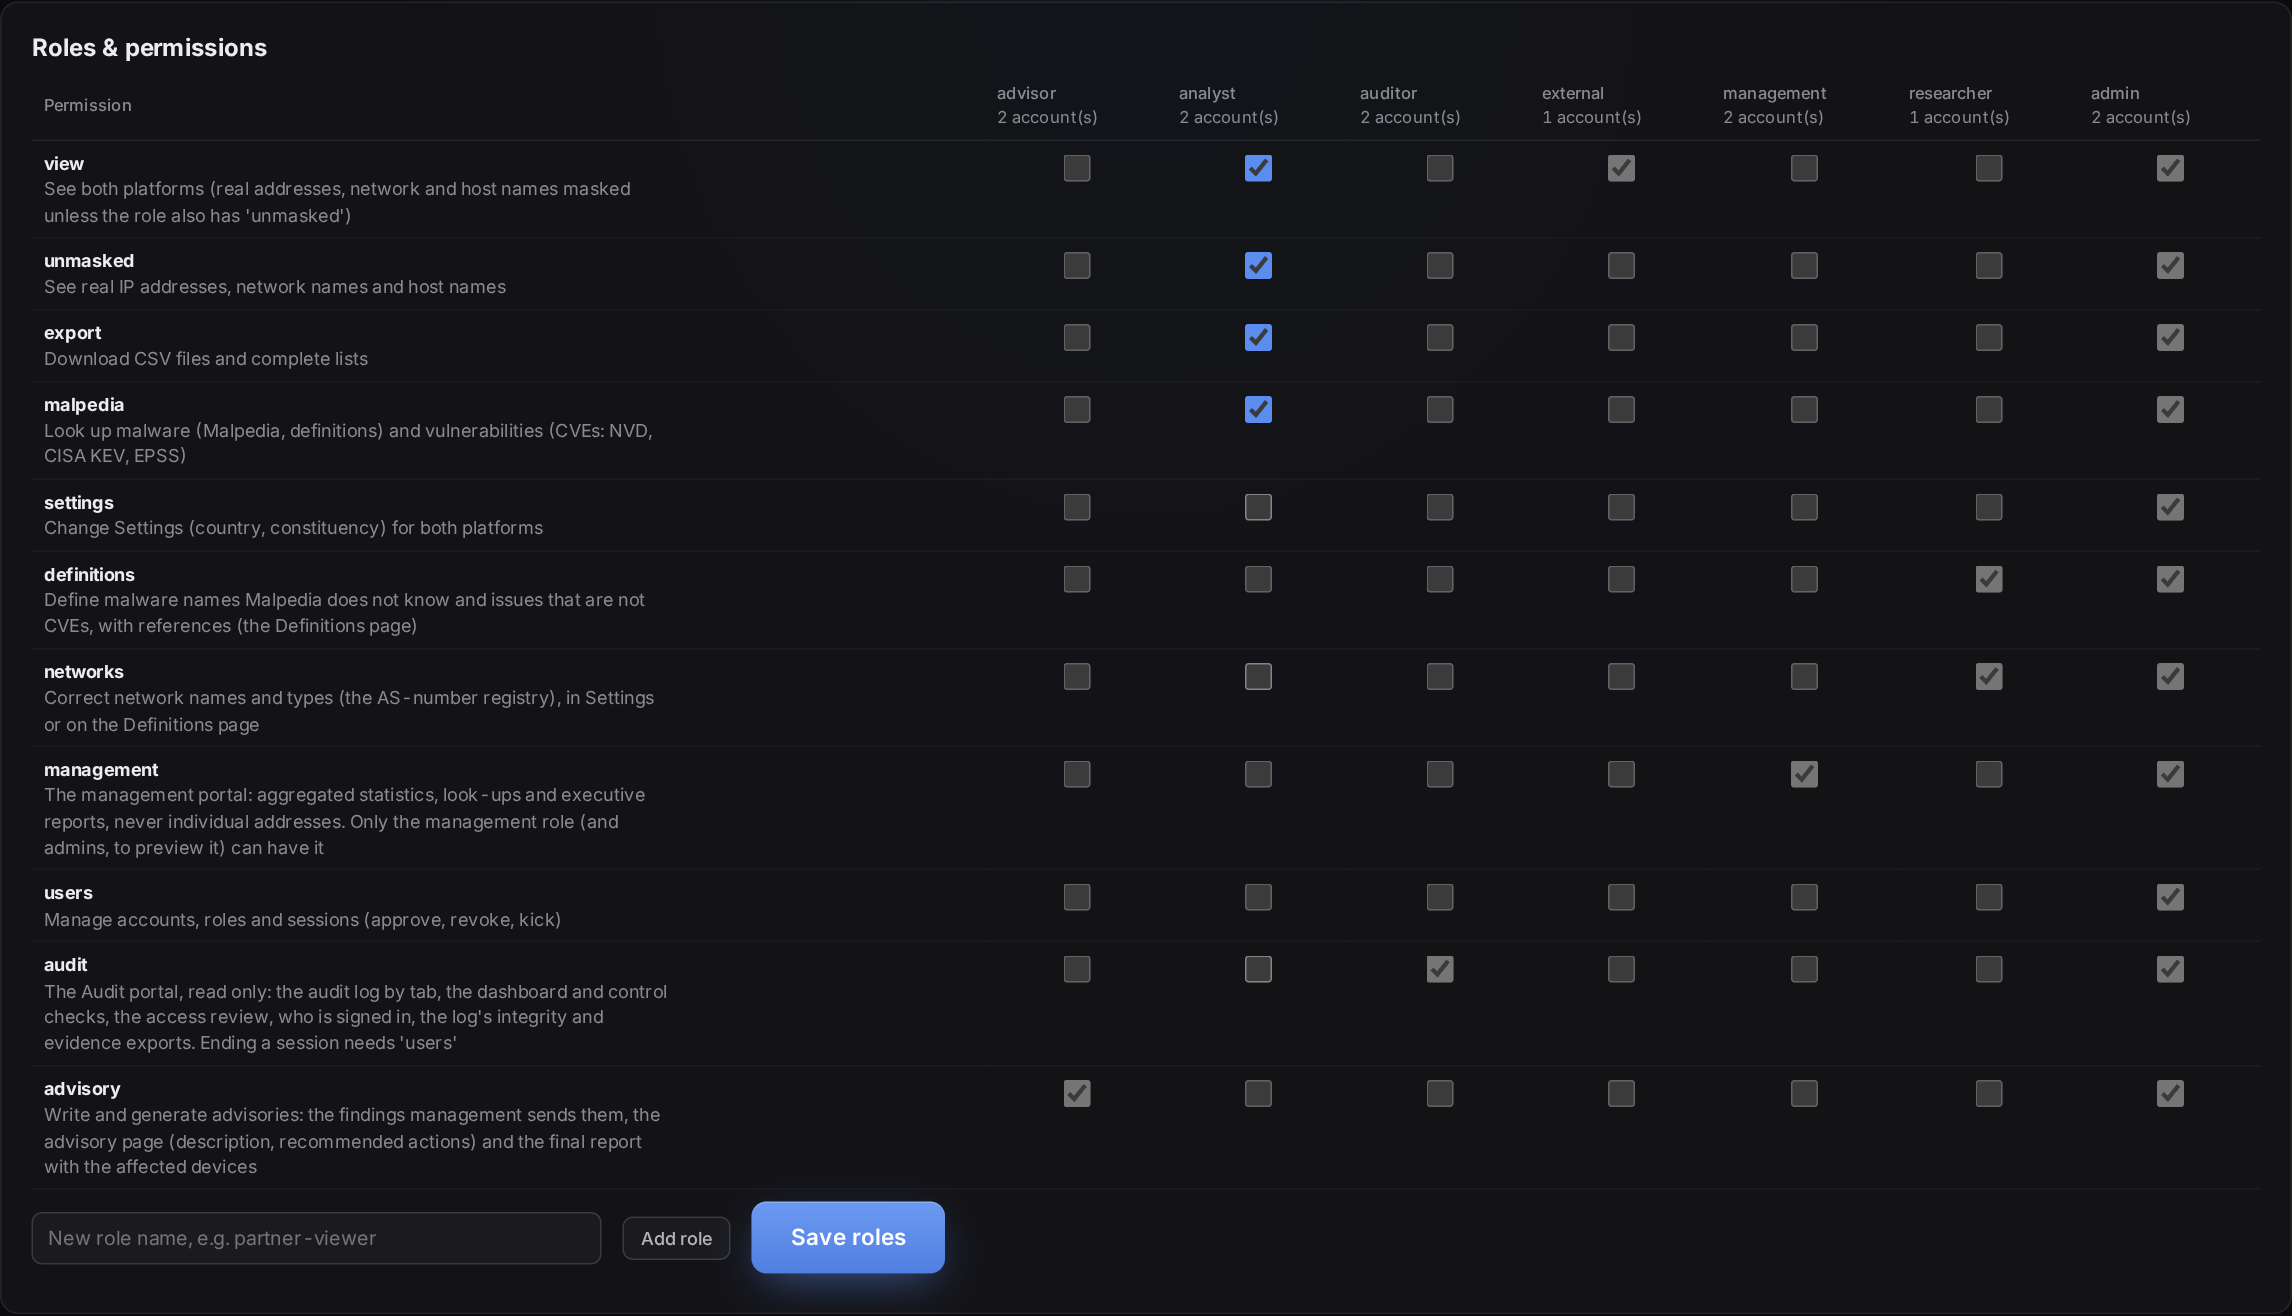 Roles & permissions
Permission
advisor
2 account(s)
analyst
2 account(s)
auditor
2 account(s)
external
1 account(s)
management
2 account(s)
researcher
1 account(s)
admin
2 account(s)
view
See both platforms (real addresses, network and host names masked
unless the role also has 'unmasked')
unmasked
See real IP addresses, network names and host names
export
Download CSV files and complete lists
malpedia
Look up malware (Malpedia, definitions) and vulnerabilities (CVEs: NVD,
CISA KEV, EPSS)
settings
Change Settings (country, constituency) for both platforms
definitions
Define malware names Malpedia does not know and issues that are not
CVEs, with references (the Definitions page)
networks
Correct network names and types (the AS-number registry), in Settings
or on the Definitions page
management
The management portal: aggregated statistics, look-ups and executive
reports, never individual addresses. Only the management role (and
admins, to preview it) can have it
users
Manage accounts, roles and sessions (approve, revoke, kick)
audit
The Audit portal, read only: the audit log by tab, the dashboard and control
checks, the access review, who is signed in, the log's integrity and
evidence exports. Ending a session needs 'users'
advisory
Write and generate advisories: the findings management sends them, the
advisory page (description, recommended actions) and the final report
with the affected devices
New role name, e.g. partner-viewer
Add role
Save roles